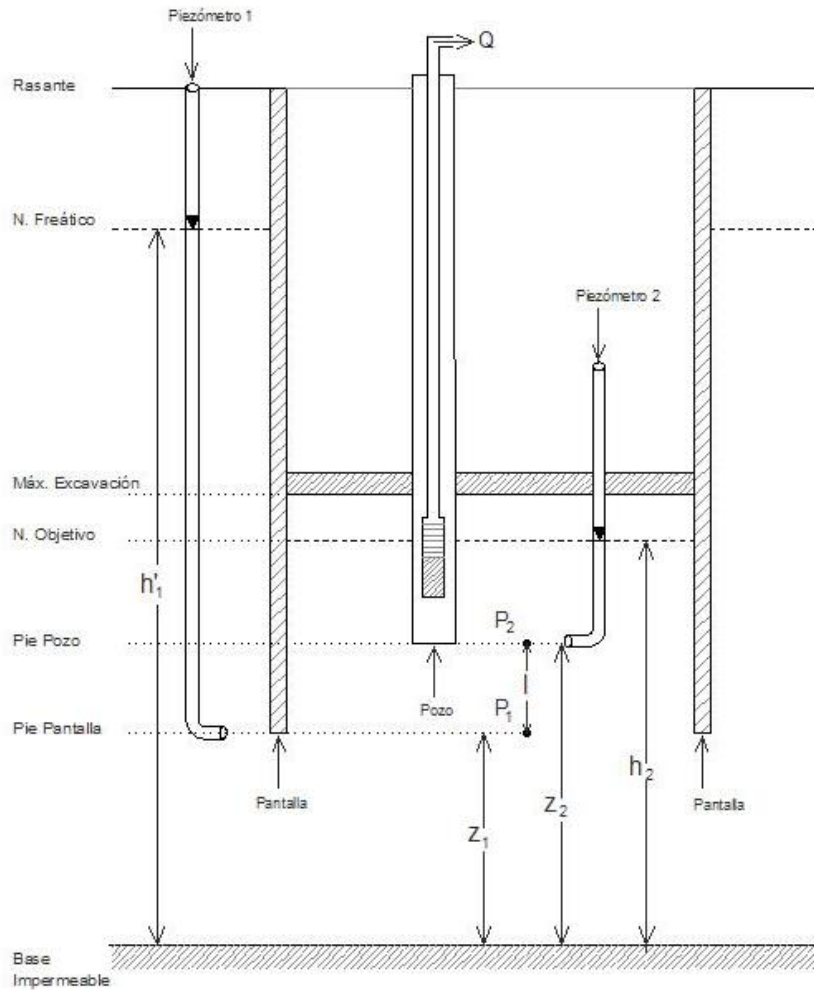 Piezómetro 1
Q
Rasante
N. Freático
Piezómetro 2
Máx. Excavación
N. Objetivo
h'₁
Pie Pozo
P₂
l
P₁
Pozo
Pie Pantalla
h₂
Pantalla
Z₂
Pantalla
Z₁
Base
Impermeable